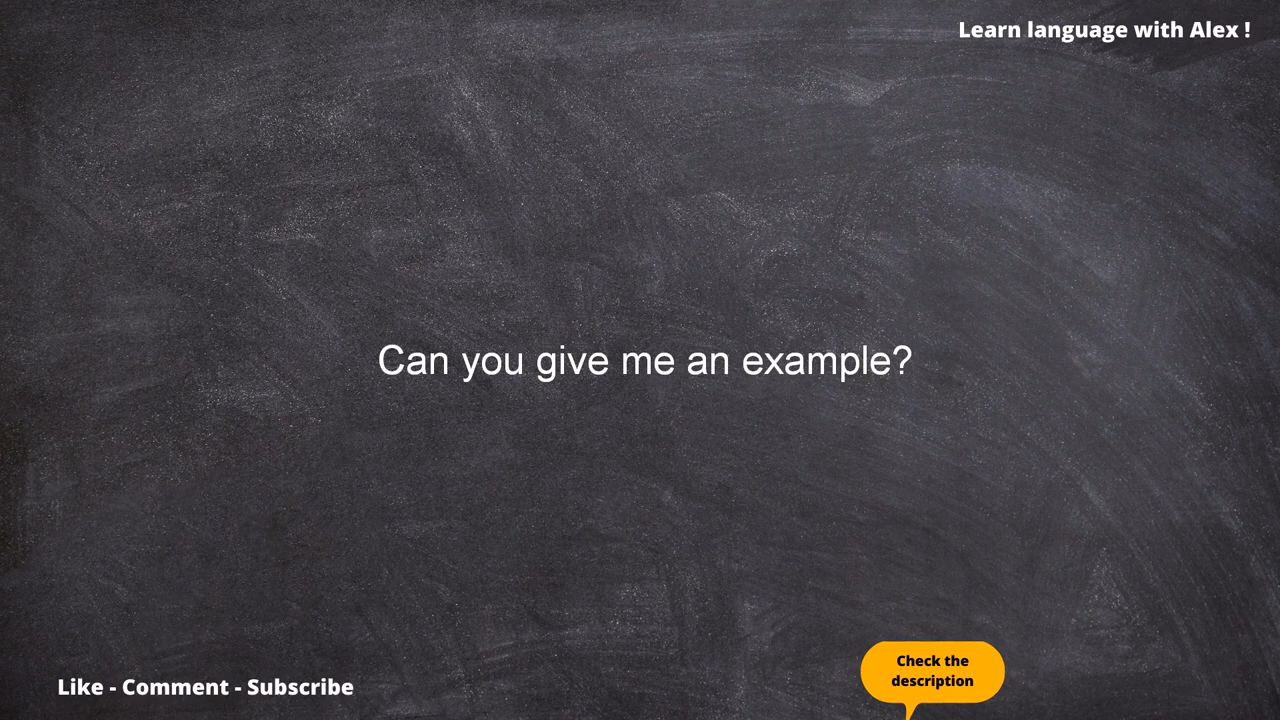 Learn language with Alex !
Can you give me an example?
Check the
description
Like - Comment - Subscribe